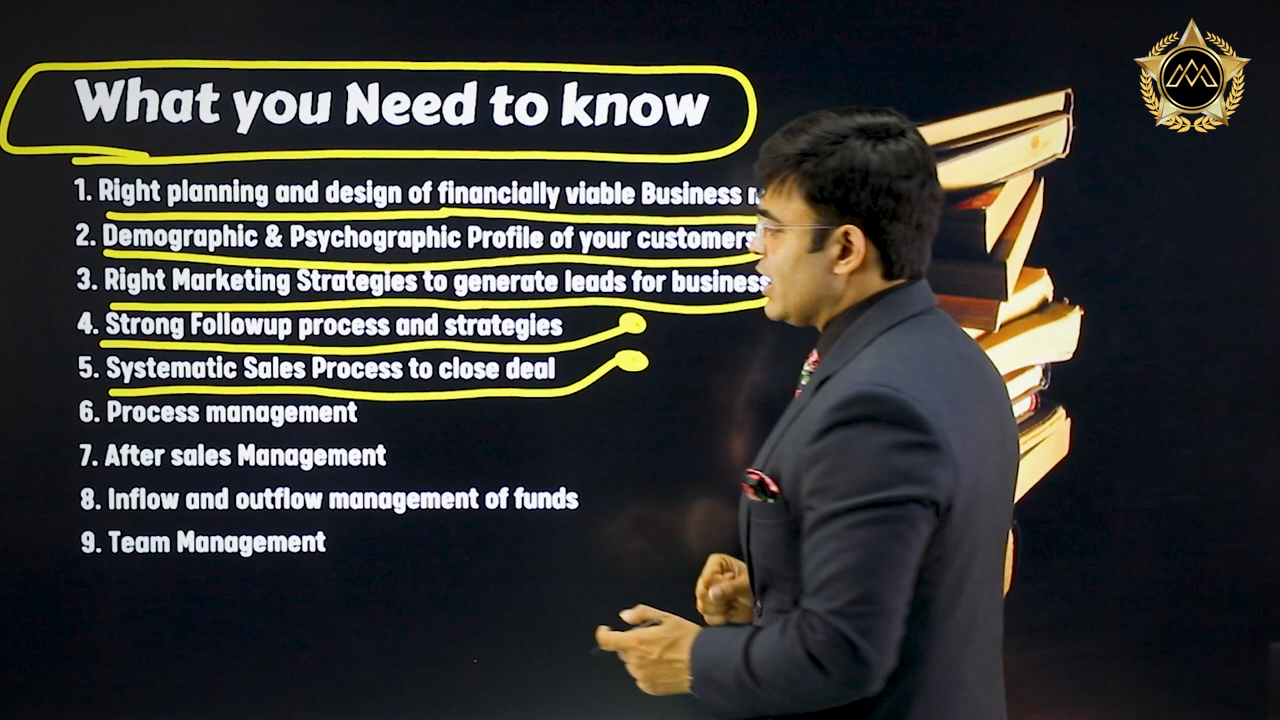 What you Need to know
1. Right planning and design of financially viable Business
2. Demographic & Psychographic Profile of your customers
3. Right Marketing Strategies to generate leads for business
4. Strong Followup process and strategies
5. Systematic Sales Process to close deal
6. Process management
7. After sales Management
8. Inflow and outflow management of funds
9. Team Management